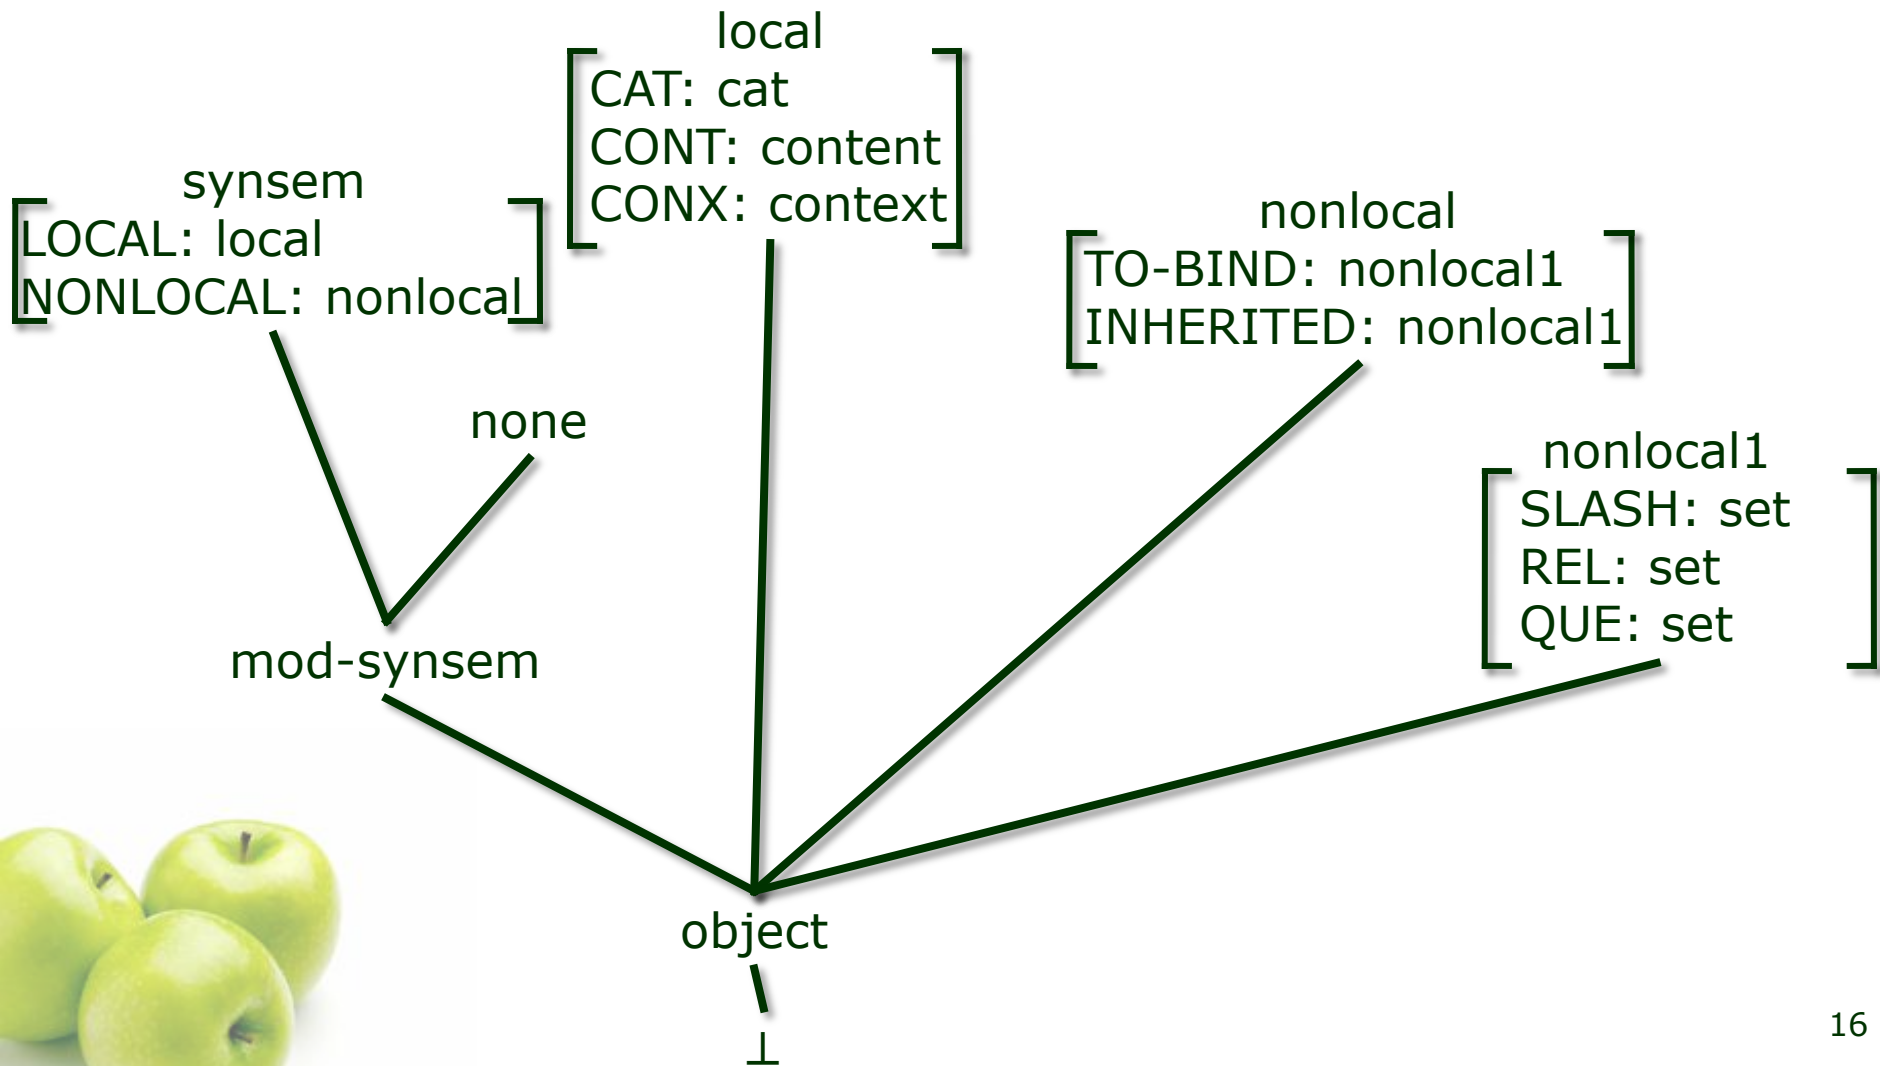 local
CAT: cat
CONT: content
CONX: context
synsem
LOCAL: local
NONLOCAL: nonlocal
nonlocal
TO-BIND: nonlocal1
INHERITED: nonlocal1
none
nonlocal1
SLASH: set
REL: set
QUE: set
mod-synsem
object
⊥
16